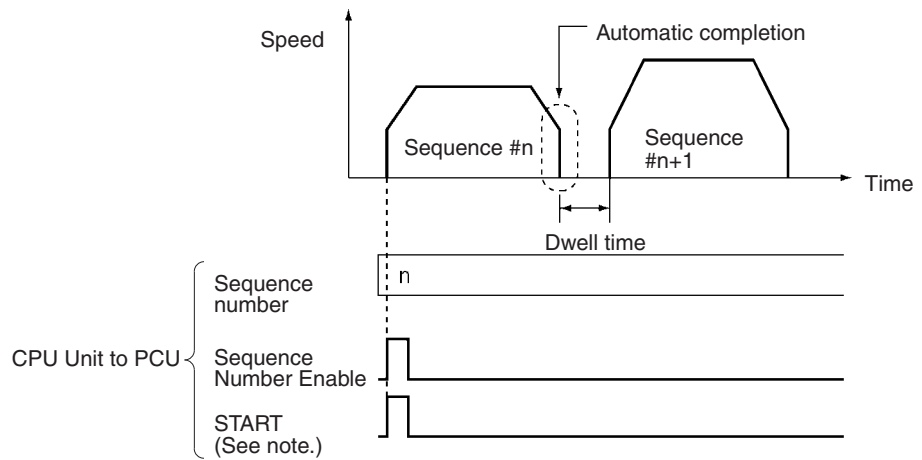 Speed
Automatic completion
Sequence #n
Sequence
#n+1
Time
Dwell time
Sequence
number
n
CPU Unit to PCU
Sequence
Number Enable
START
(See note.)